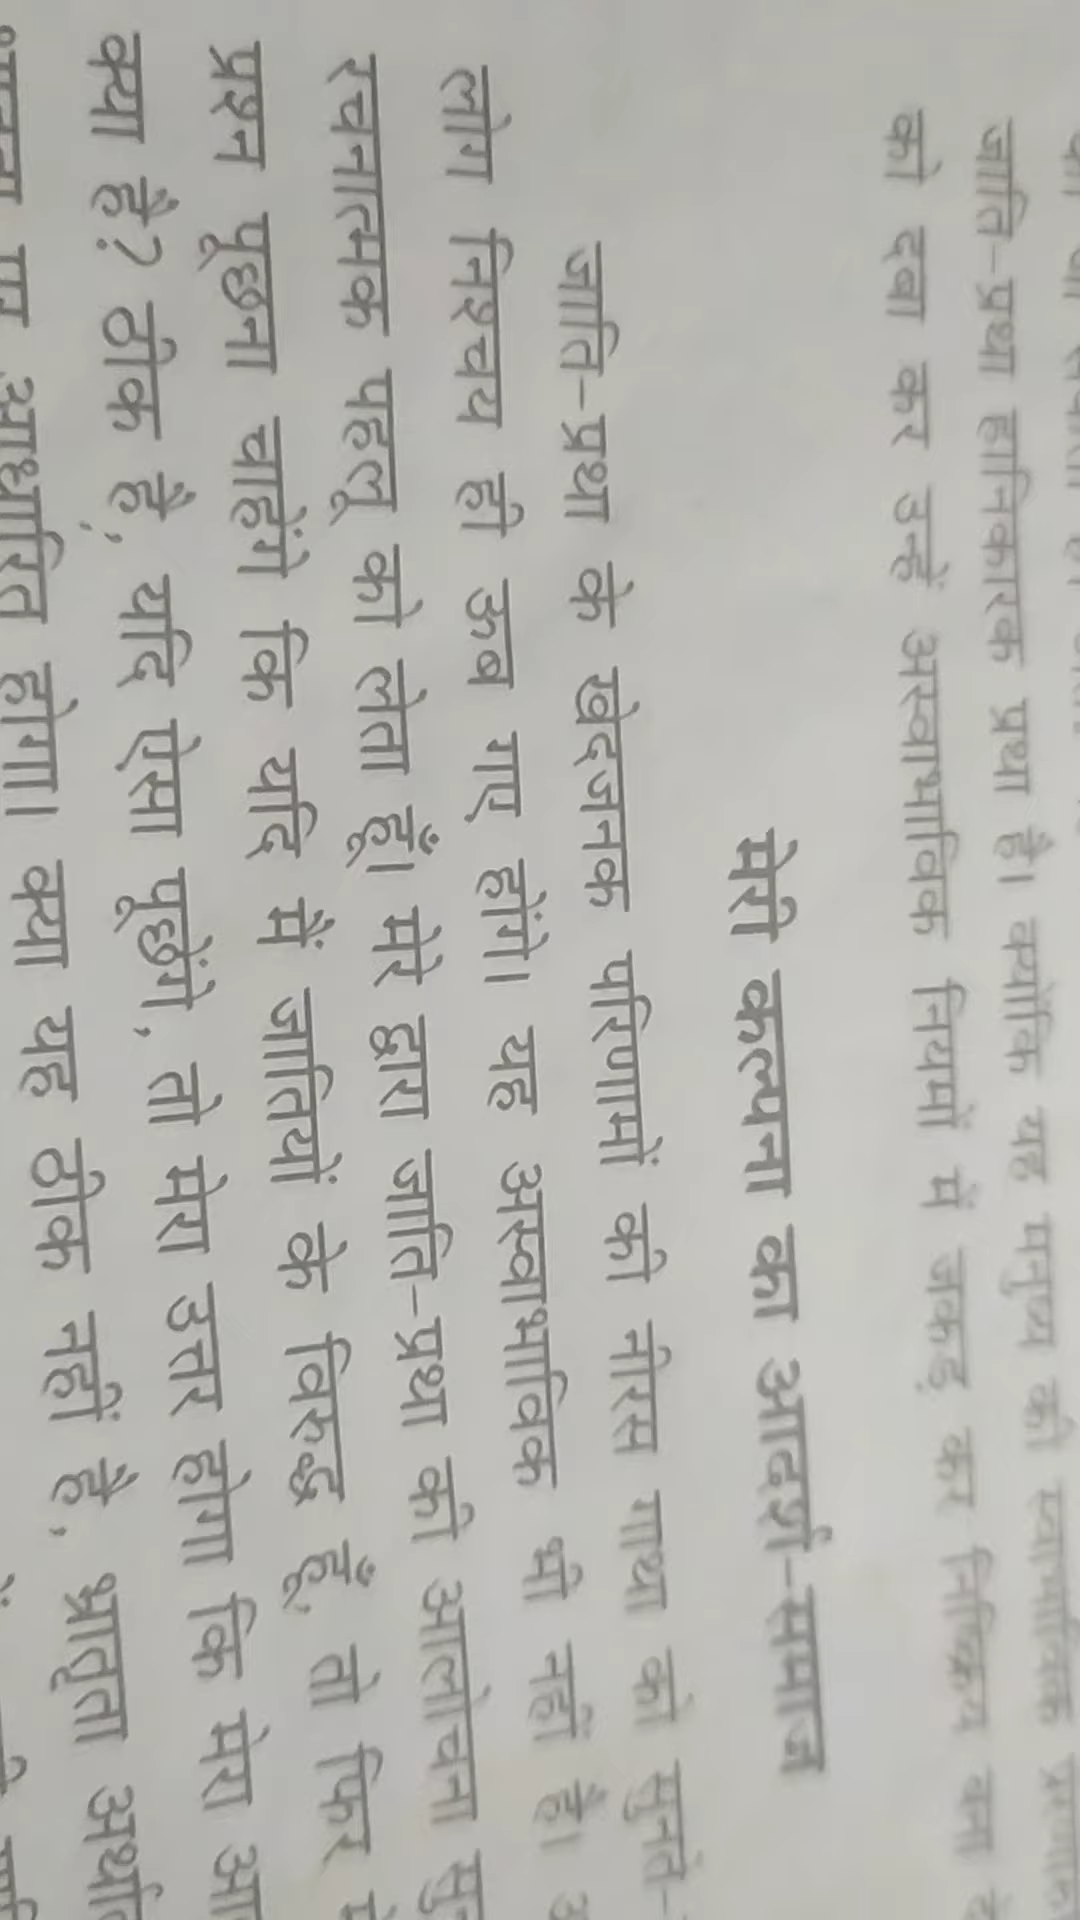 जाति-प्रथा हानिकारक प्रथा है। क्योंकि यह मनुष्य की स्वाभाविक
को दबा कर उन्हें अस्वाभाविक नियमों में जकड़ कर निष्क्रिय बना
मेरी कल्पना का आदर्श-समाज
जाति-प्रथा के खेदजनक परिणामों की नीरस गाथा को सुनते-
लोग निश्चय ही ऊब गए होंगे। यह अस्वाभाविक भी नहीं है।
रचनात्मक पहलू को लेता हूँ। मेरे द्वारा जाति-प्रथा की आलोचना
प्रश्न पूछना चाहेंगे कि यदि मैं जातियों के विरुद्ध हूँ, तो फिर
क्या है? ठीक है, यदि ऐसा पूछेंगे, तो मेरा उत्तर होगा कि मेरा
पर आधारित होगा। क्या यह ठीक नहीं है, भ्रातृता